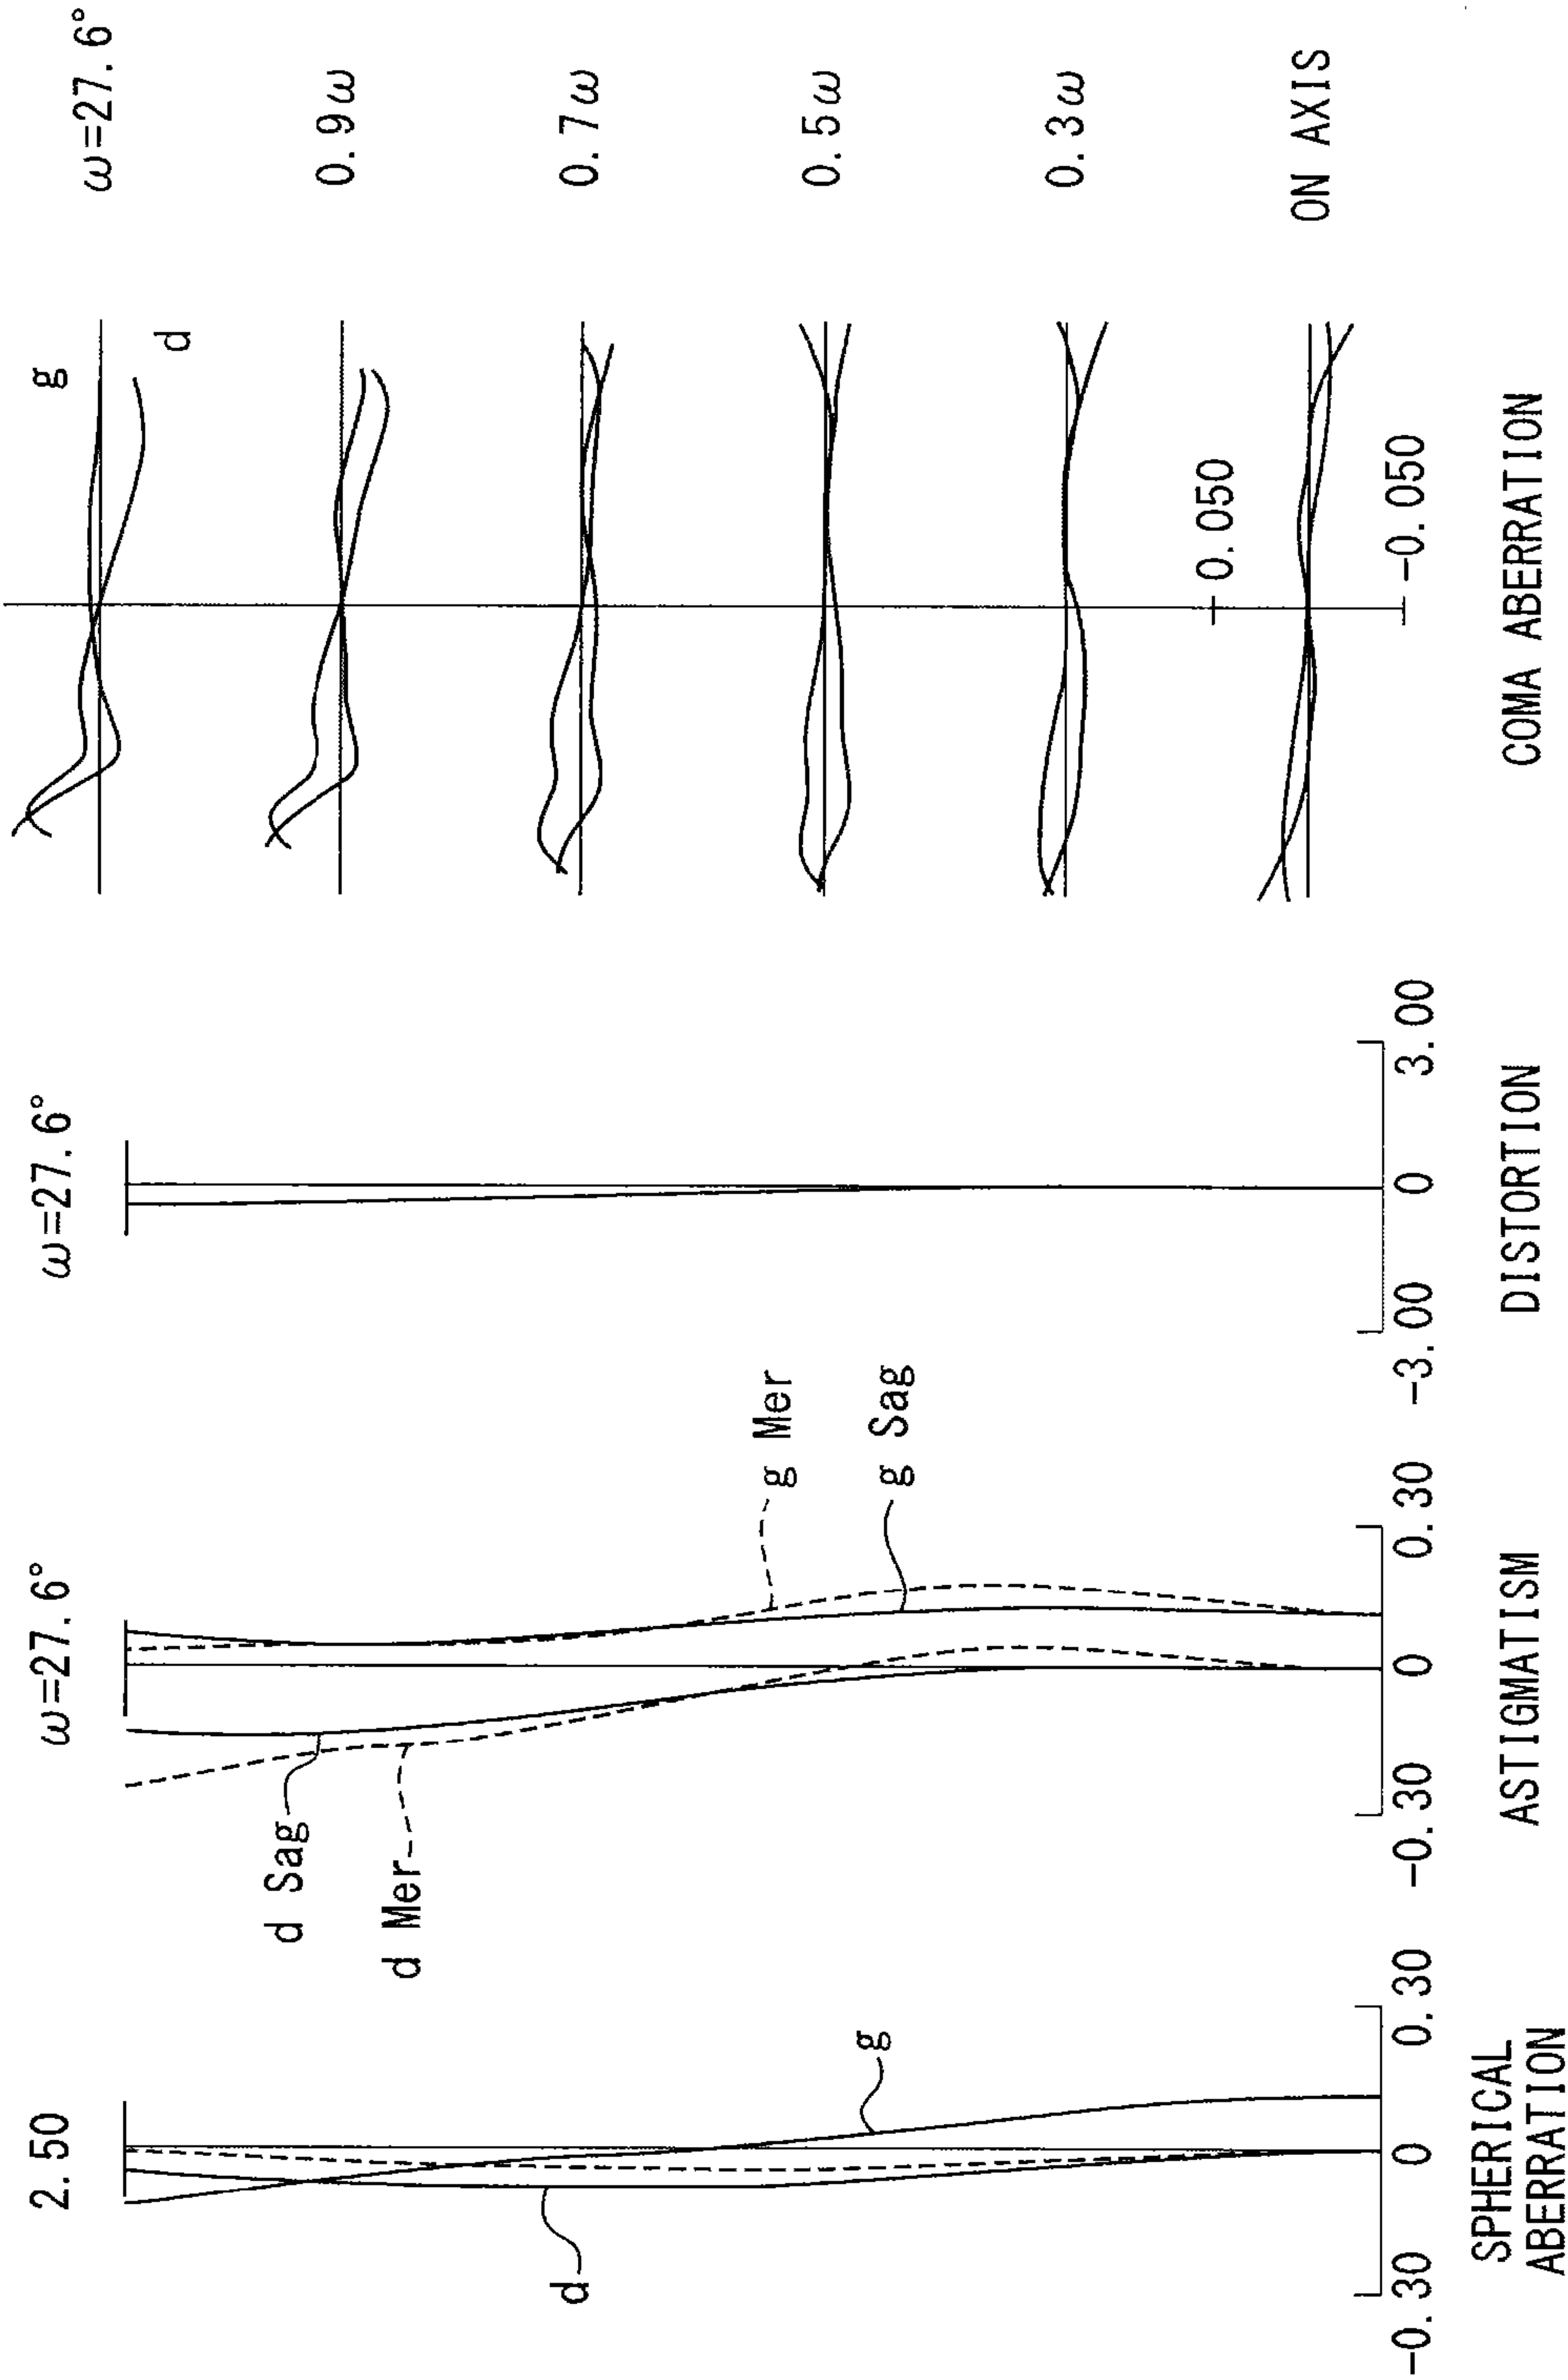 2.50
g
d
-0.30
0
0.30
SPHERICAL
ABERRATION
ω=27.6°
d Sag
d Mer
g Mer
g Sag
-0.30
0
0.30
ASTIGMATISM
ω=27.6°
-3.00
0
3.00
DISTORTION
g
d
ω=27.6°
0.9ω
0.7ω
0.5ω
0.3ω
0.050
ON AXIS
-0.050
COMA ABERRATION